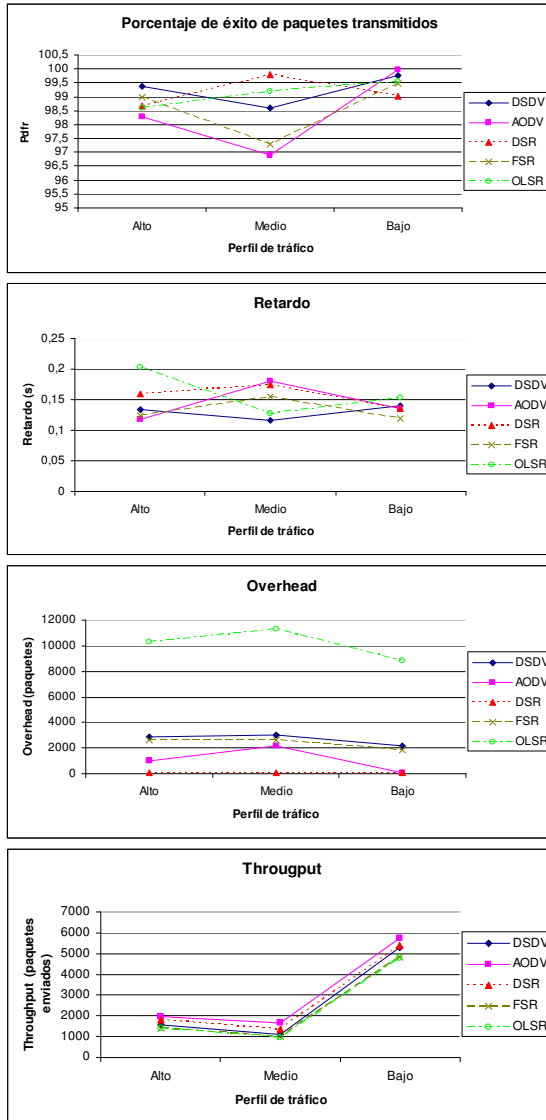 Porcentaje de éxito de paquetes transmitidos
100,5
100
99,5
99
98,5
98
97,5
97
96,5
96
95,5
95
Pdfr
Alto
Medio
Bajo
Perfil de tráfico
DSDV
AODV
DSR
FSR
OLSR
Retardo
0,25
0,2
0,15
0,1
0,05
0
Retardo (s)
Alto
Medio
Bajo
Perfil de tráfico
DSDV
AODV
DSR
FSR
OLSR
Overhead
12000
10000
8000
6000
4000
2000
0
Overhead (paquetes)
Alto
Medio
Bajo
Perfil de tráfico
DSDV
AODV
DSR
FSR
OLSR
Througput
7000
6000
5000
4000
3000
2000
1000
0
Throughput (paquetes
enviados)
Alto
Medio
Bajo
Perfil de tráfico
DSDV
AODV
DSR
FSR
OLSR